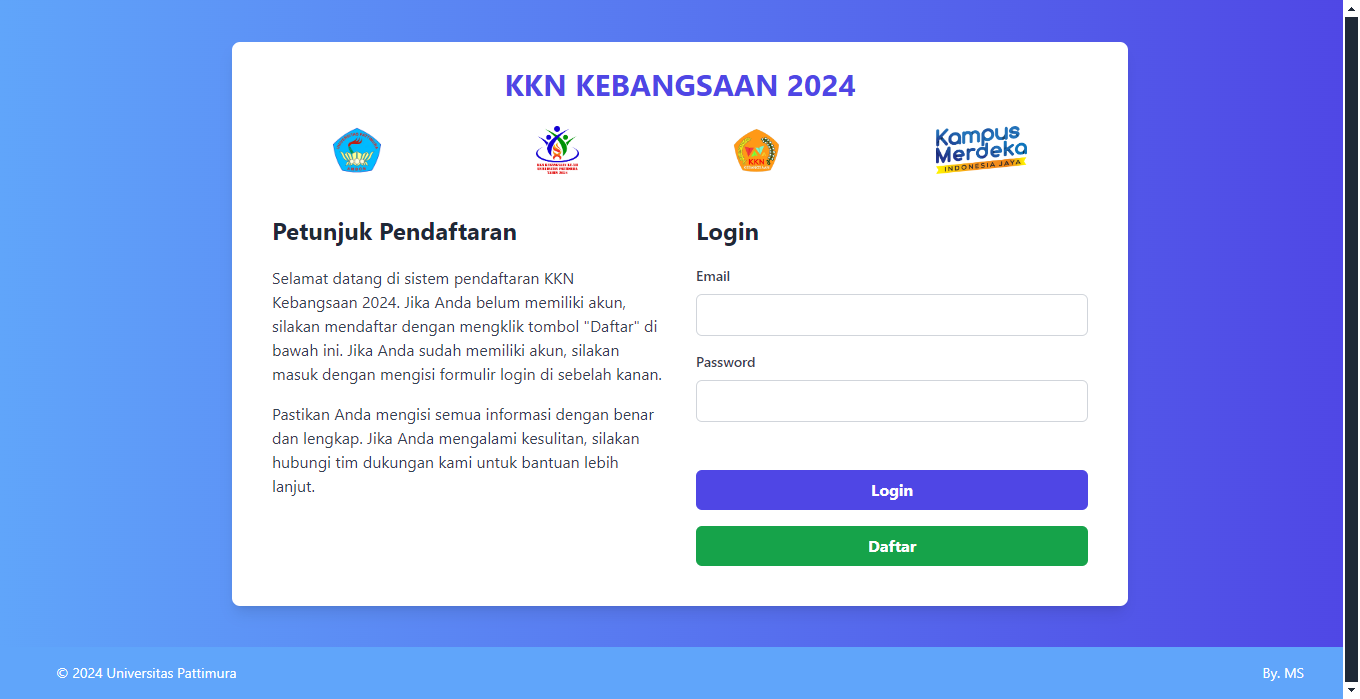 KKN KEBANGSAAN 2024
KKN
Kampus
Merdeka
INDONESIA JAYA
Petunjuk Pendaftaran
Selamat datang di sistem pendaftaran KKN
Kebangsaan 2024. Jika Anda belum memiliki akun,
silakan mendaftar dengan mengklik tombol "Daftar" di
bawah ini. Jika Anda sudah memiliki akun, silakan
masuk dengan mengisi formulir login di sebelah kanan.
Pastikan Anda mengisi semua informasi dengan benar
dan lengkap. Jika Anda mengalami kesulitan, silakan
hubungi tim dukungan kami untuk bantuan lebih
lanjut.
Login
Email
Password
Login
Daftar
© 2024 Universitas Pattimura
By. MS